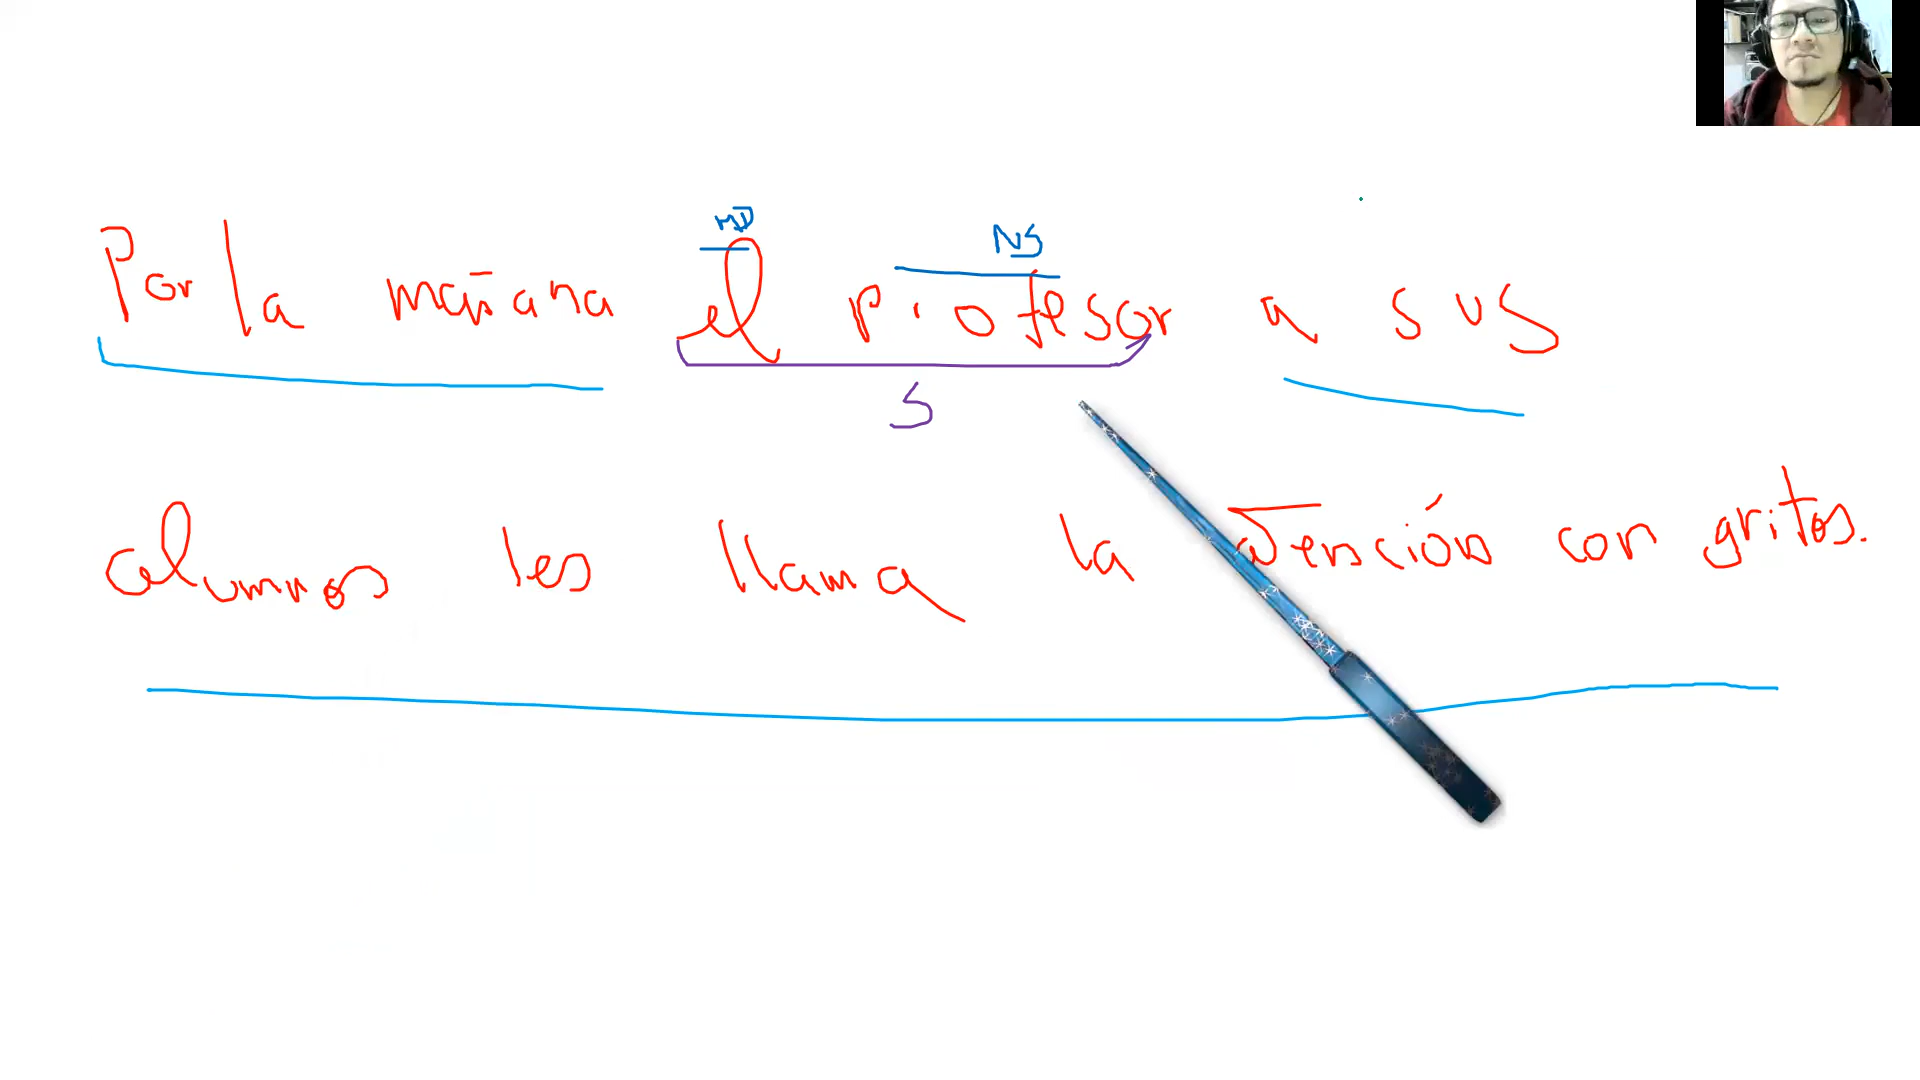 MD NS
Por la mañana el profesor a sus
S
alumnos les llama la atención con gritos.